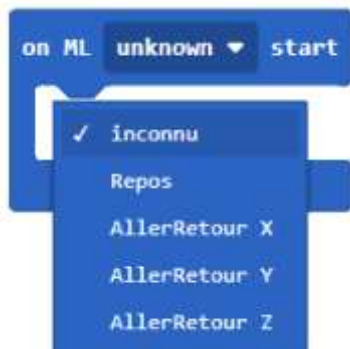 on ML unknown start
✓ inconnu
Repos
AllerRetour X
AllerRetour Y
AllerRetour Z